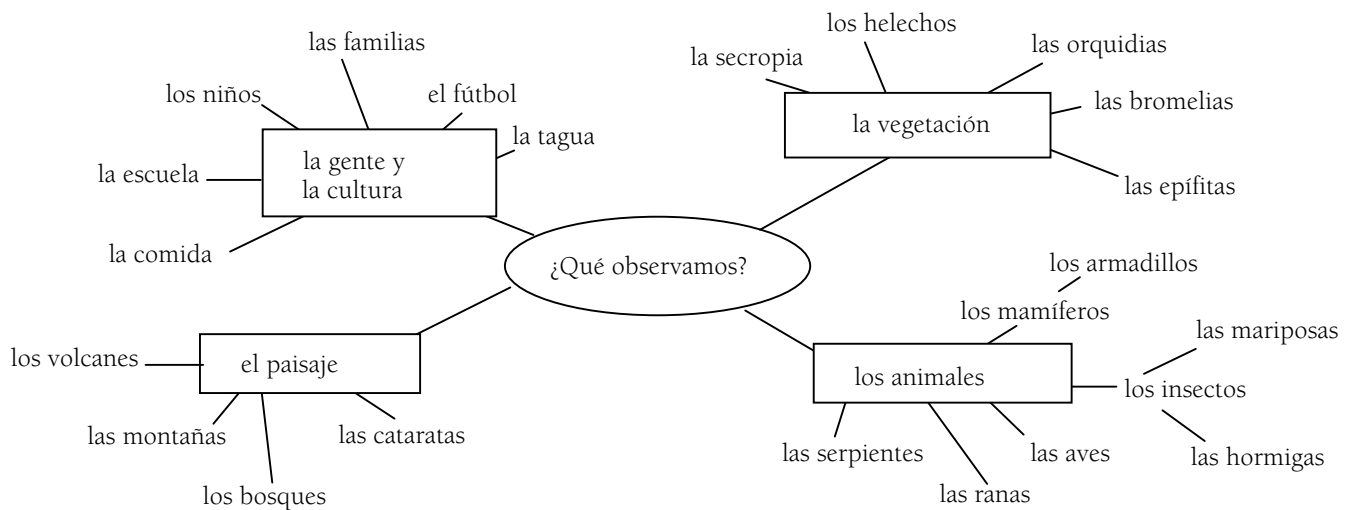 las familias
los niños
el fútbol
la tagua
la gente y
la cultura
la escuela
la comida
los helechos
la secropia
las orquidias
las bromelias
la vegetación
las epífitas
¿Qué observamos?
los volcanes
el paisaje
las montañas
las cataratas
los bosques
los armadillos
los mamíferos
las mariposas
los animales
los insectos
las serpientes
las aves
las hormigas
las ranas